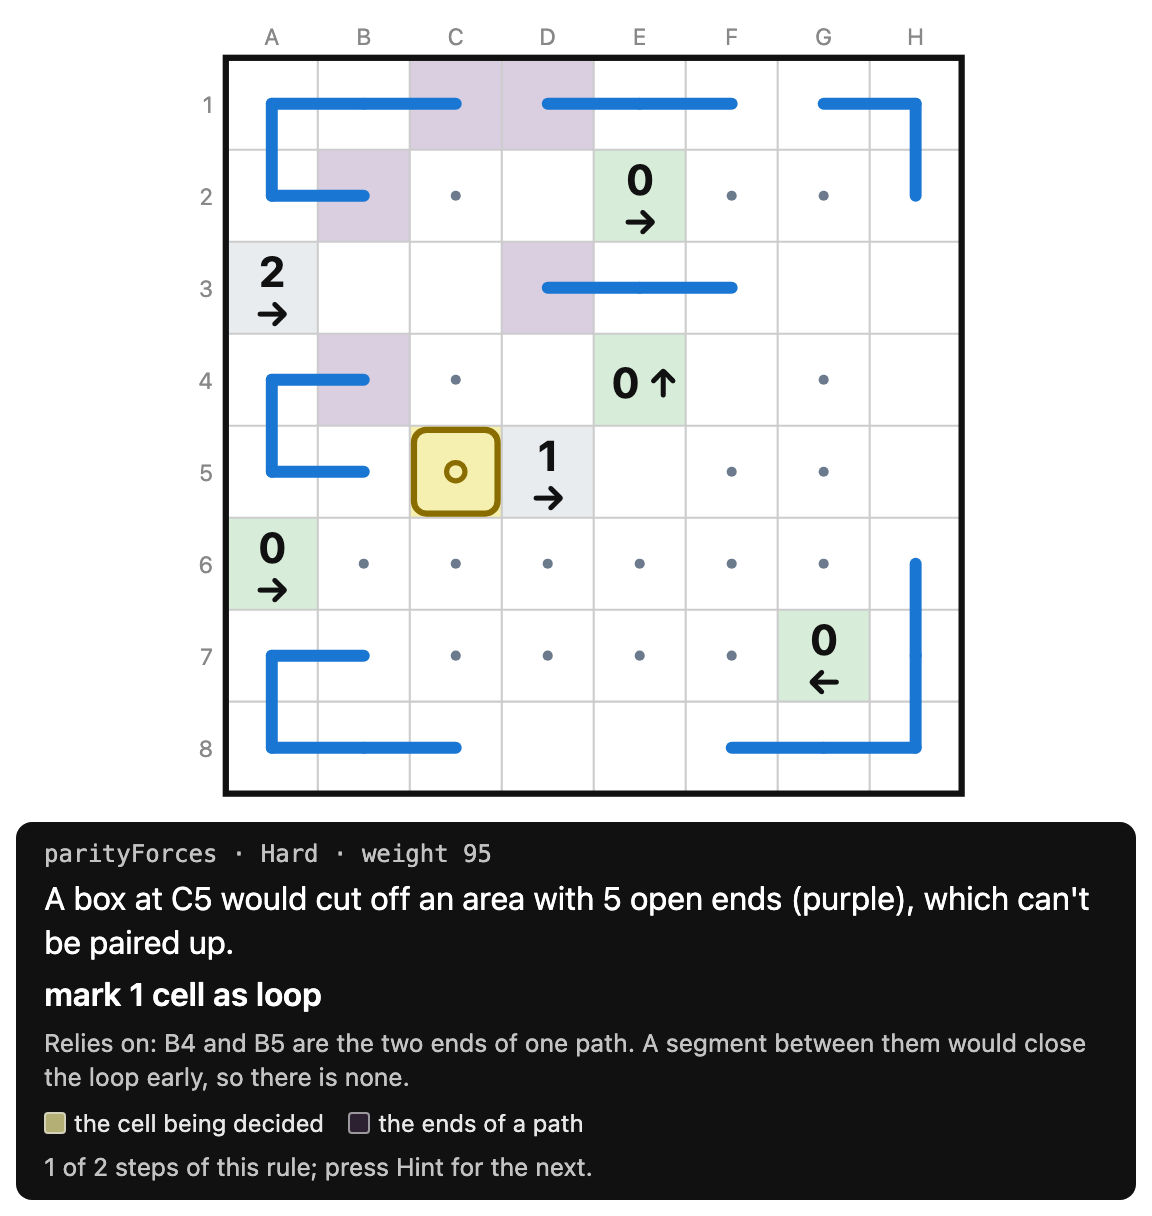 A B C D E F G H
1
2 0 →
3 2 →
4 0 ↑
5 1 →
6 0 →
7 0 ←
8
parityForces · Hard · weight 95
A box at C5 would cut off an area with 5 open ends (purple), which can't
be paired up.
mark 1 cell as loop
Relies on: B4 and B5 are the two ends of one path. A segment between them would close
the loop early, so there is none.
the cell being decided the ends of a path
1 of 2 steps of this rule; press Hint for the next.